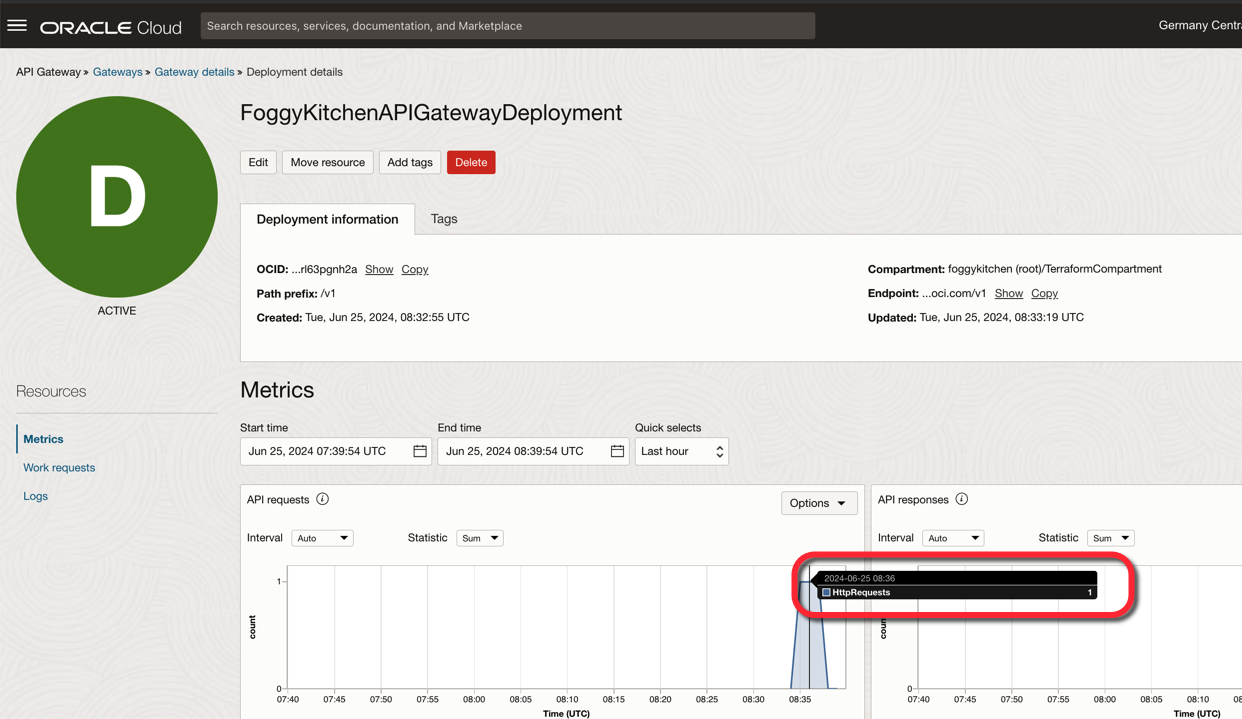 ORACLE Cloud
Search resources, services, documentation, and Marketplace
Germany Centr
API Gateway » Gateways » Gateway details » Deployment details
D
ACTIVE
FoggyKitchenAPIGatewayDeployment
Edit Move resource Add tags Delete
Deployment information Tags
OCID: ...rl63pgnh2a Show Copy
Path prefix: /v1
Created: Tue, Jun 25, 2024, 08:32:55 UTC
Compartment: foggykitchen (root)/TerraformCompartment
Endpoint: ...oci.com/v1 Show Copy
Updated: Tue, Jun 25, 2024, 08:33:19 UTC
Resources
Metrics
Work requests
Logs
Metrics
Start time End time Quick selects
Jun 25, 2024 07:39:54 UTC Jun 25, 2024 08:39:54 UTC Last hour
API requests Options
Interval Auto Statistic Sum
1
count
0
07:40 07:45 07:50 07:55 08:00 08:05 08:10 08:15 08:20 08:25 08:30 08:35
Time (UTC)
2024-06-25 08:36
HttpRequests 1
API responses
Interval Auto Statistic Sum
count
0
07:40 07:45 07:50 07:55 08:00 08:05 08:10 08
Time (UTC)